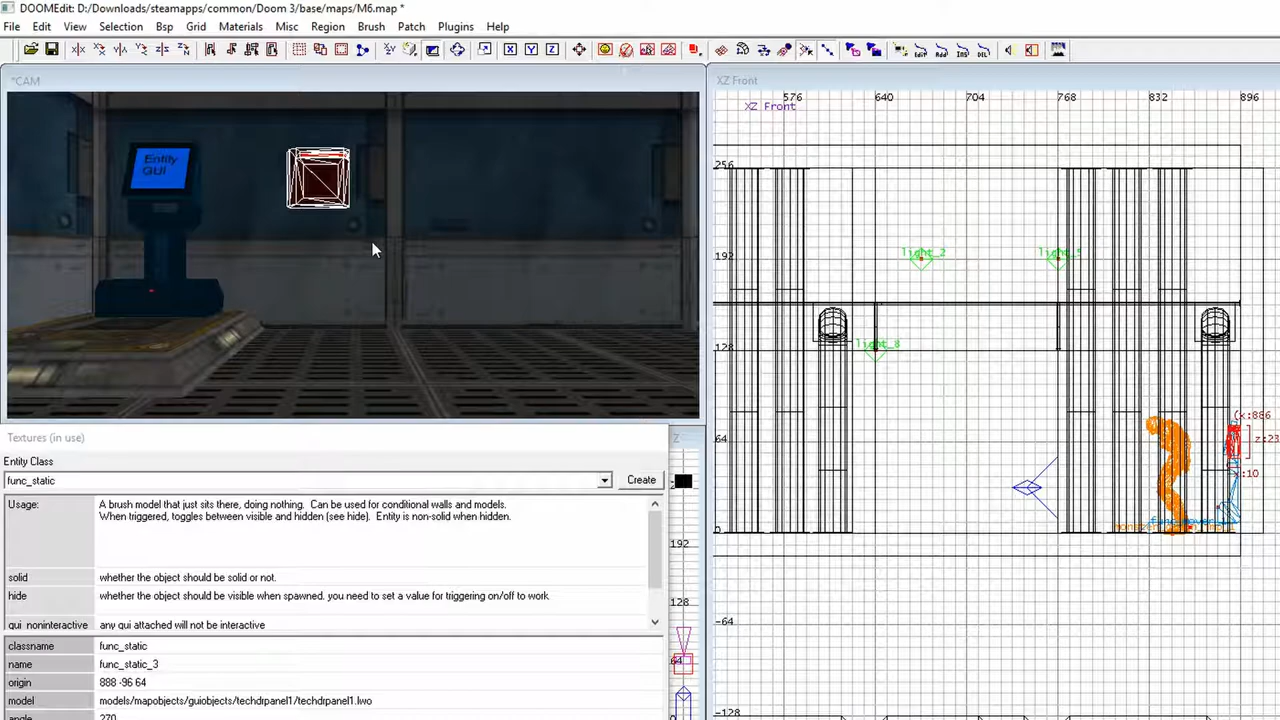 DOOMEdit: D:/Downloads/steamapps/common/Doom 3/base/maps/M6.map *
File Edit View Selection Bsp Grid Materials Misc Region Brush Patch Plugins Help
*CAM
XZ Front
576 640 704 768 832 896
XZ Front
Entity
GUI
256
light_2
192
128
light_8
64
(x:886
z:23
:10
0
-64
-128
Textures (in use)
Z
Entity Class
func_static
Create
Usage:
A brush model that just sits there, doing nothing. Can be used for conditional walls and models.
When triggered, toggles between visible and hidden (see hide). Entity is non-solid when hidden.
192
solid whether the object should be solid or not.
hide whether the object should be visible when spawned. you need to set a value for triggering on/off to work
128
gui_noninteractive any gui attached will not be interactive
classname func_static
name func_static_3
64
origin 888 -96 64
model models/mapobjects/guiobjects/techdrpanel1/techdrpanel1.lwo
angle 270